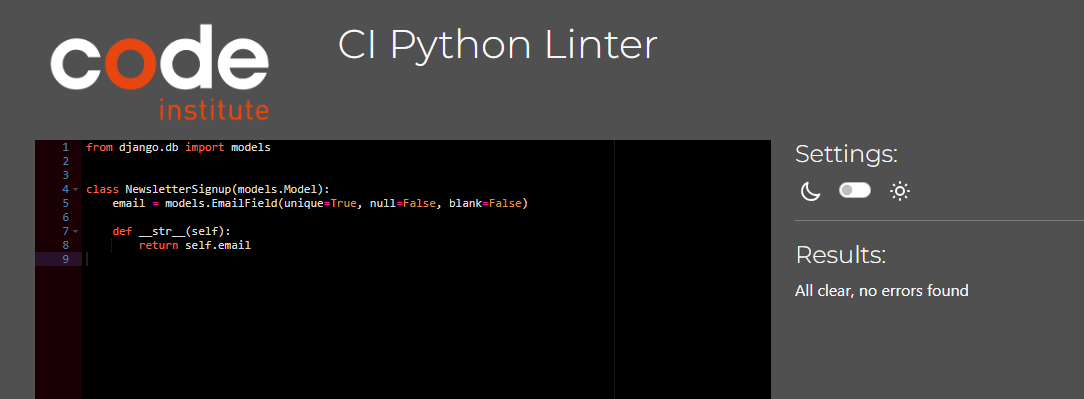 code
institute
CI Python Linter
1 from django.db import models
2
3
4 class NewsletterSignup(models.Model):
5     email = models.EmailField(unique=True, null=False, blank=False)
6
7     def __str__(self):
8         return self.email
9
Settings:
Results:
All clear, no errors found